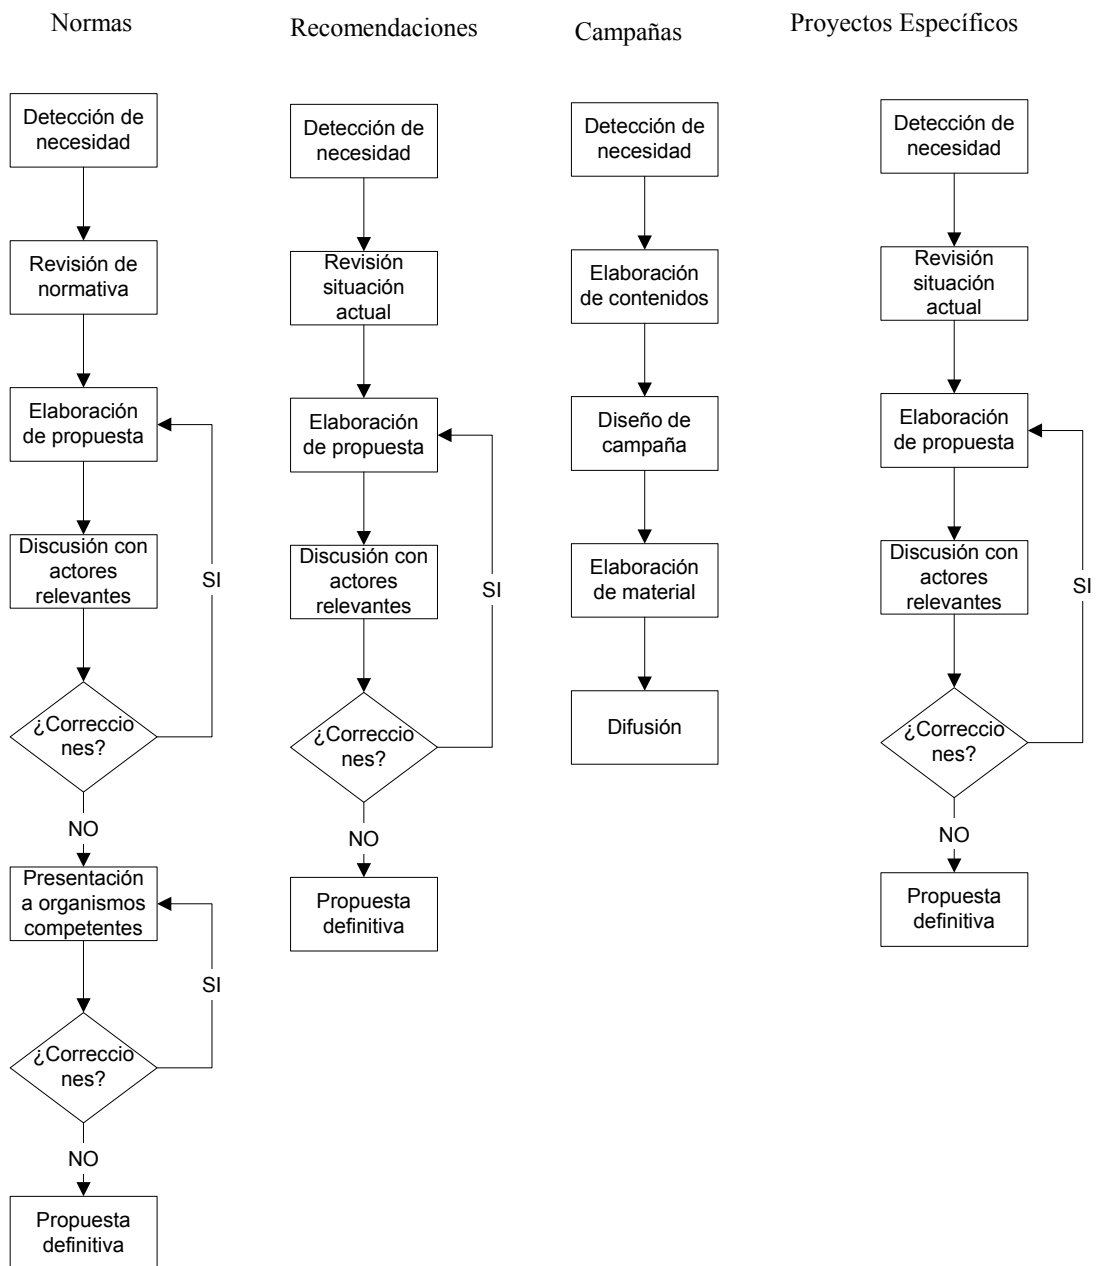 Normas
Recomendaciones
Campañas
Proyectos Específicos
Detección de
necesidad
Revisión de
normativa
Elaboración
de propuesta
Discusión con
actores
relevantes
SI
¿Correccio
nes?
NO
Presentación
a organismos
competentes
SI
¿Correccio
nes?
NO
Propuesta
definitiva
Detección de
necesidad
Revisión
situación
actual
Elaboración
de propuesta
Discusión con
actores
relevantes
SI
¿Correccio
nes?
NO
Propuesta
definitiva
Detección de
necesidad
Elaboración
de contenidos
Diseño de
campaña
Elaboración
de material
Difusión
Detección de
necesidad
Revisión
situación
actual
Elaboración
de propuesta
Discusión con
actores
relevantes
SI
¿Correccio
nes?
NO
Propuesta
definitiva